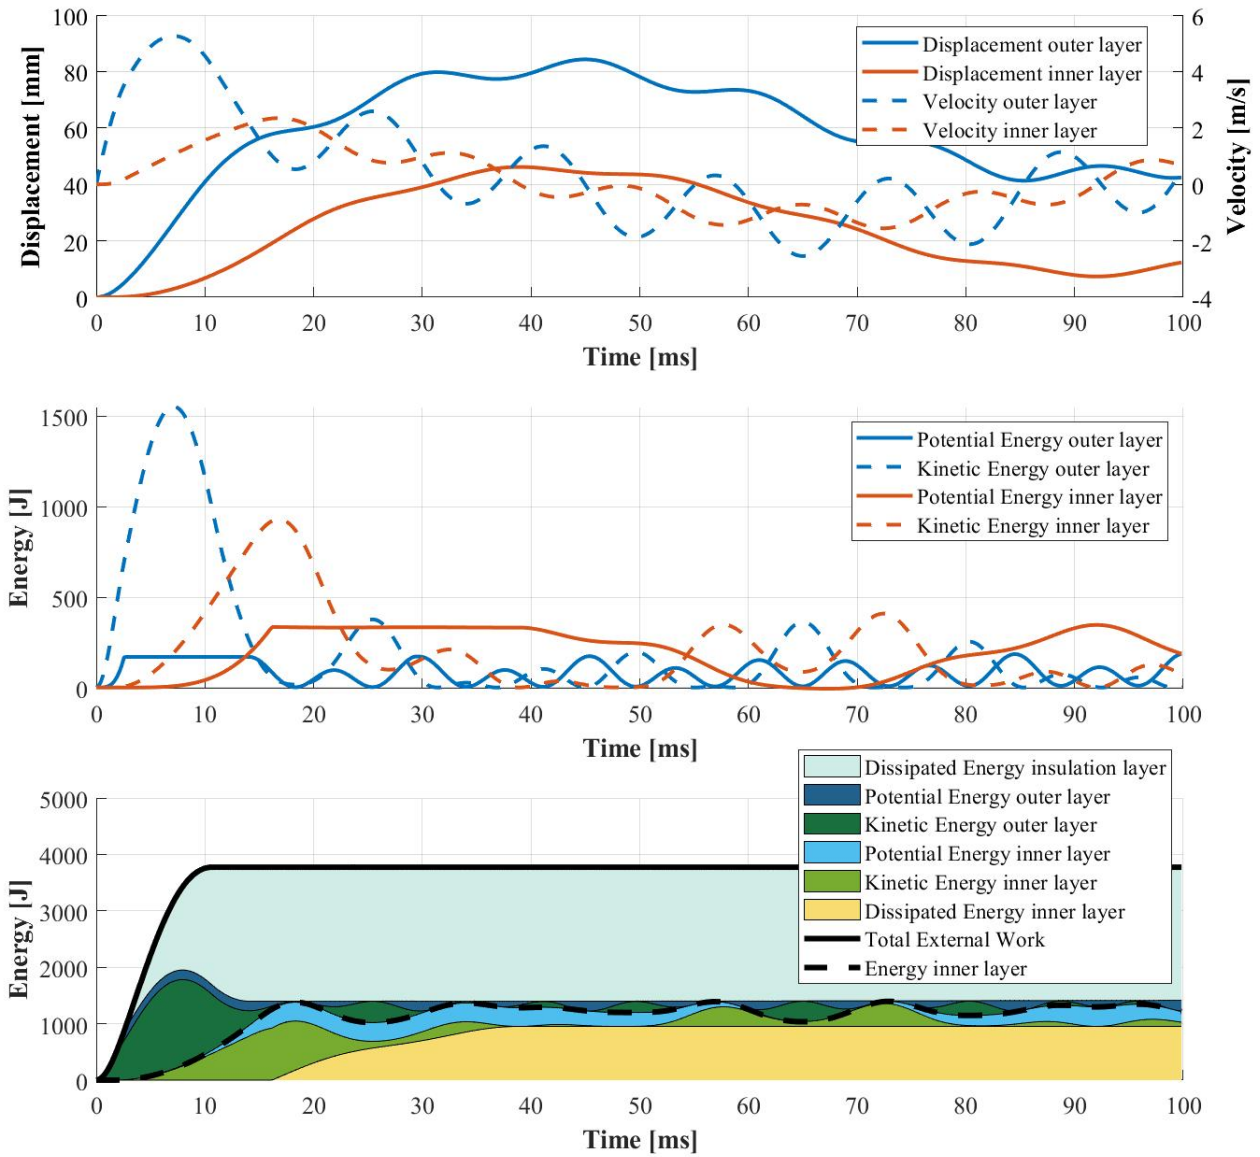 100
80
60
40
20
0
Displacement [mm]
6
4
2
0
-2
-4
Velocity [m/s]
Displacement outer layer
Displacement inner layer
Velocity outer layer
Velocity inner layer
0 10 20 30 40 50 60 70 80 90 100
Time [ms]
1500
1000
500
0
Energy [J]
Potential Energy outer layer
Kinetic Energy outer layer
Potential Energy inner layer
Kinetic Energy inner layer
0 10 20 30 40 50 60 70 80 90 100
Time [ms]
5000
4000
3000
2000
1000
0
Energy [J]
Dissipated Energy insulation layer
Potential Energy outer layer
Kinetic Energy outer layer
Potential Energy inner layer
Kinetic Energy inner layer
Dissipated Energy inner layer
Total External Work
Energy inner layer
0 10 20 30 40 50 60 70 80 90 100
Time [ms]